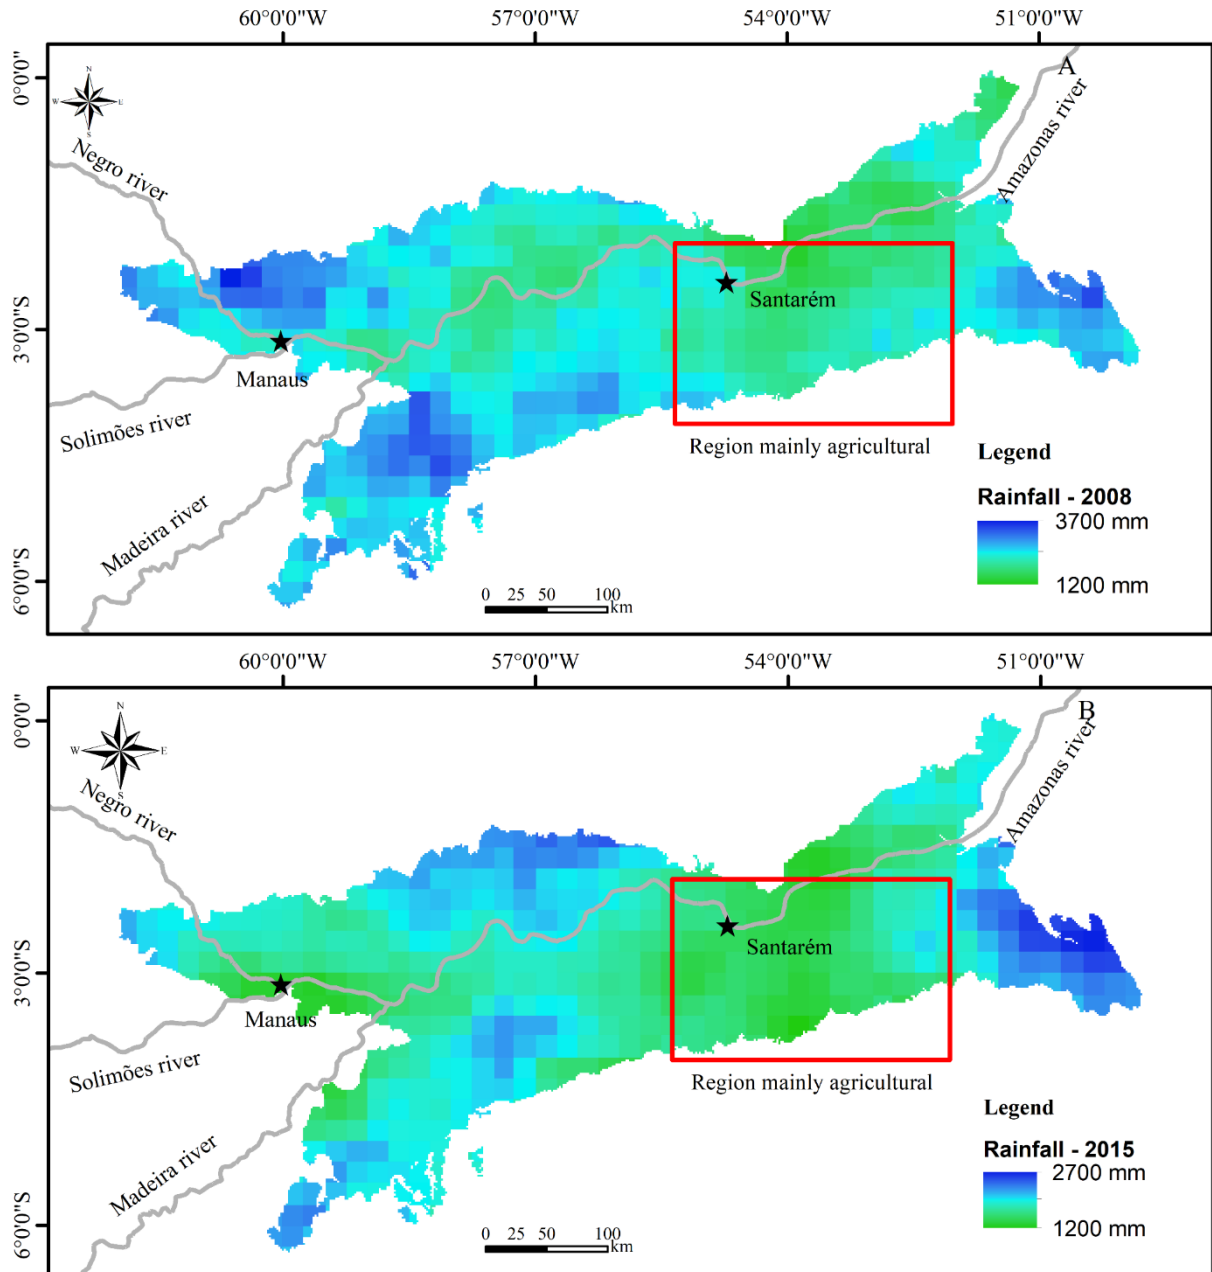 60°0'0"W 57°0'0"W 54°0'0"W 51°0'0"W
A
0°0'0"
N
W E
S
Negro river
Amazonas river
Santarém
3°0'0"S
Manaus
Solimões river
Region mainly agricultural
Legend
Madeira river
Rainfall - 2008
3700 mm
1200 mm
6°0'0"S
0 25 50 100
km
60°0'0"W 57°0'0"W 54°0'0"W 51°0'0"W
B
0°0'0"
N
W E
S
Negro river
Amazonas river
Santarém
3°0'0"S
Manaus
Solimões river
Region mainly agricultural
Legend
Madeira river
Rainfall - 2015
2700 mm
1200 mm
6°0'0"S
0 25 50 100
km